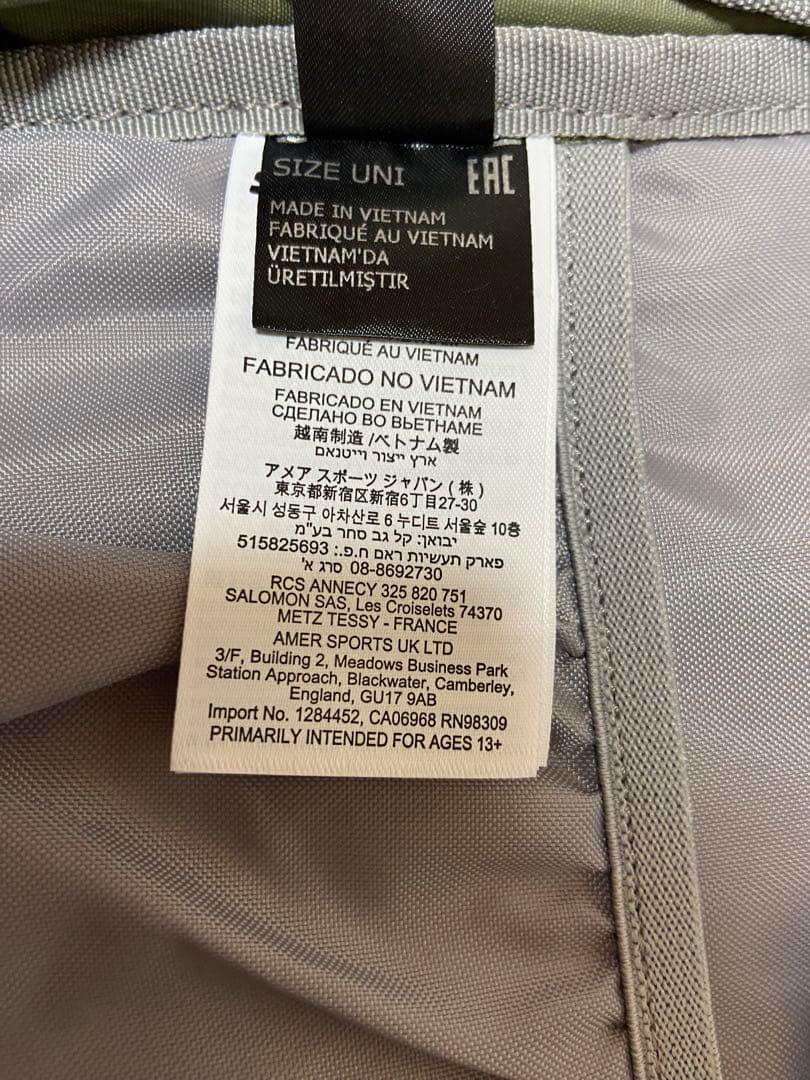 SIZE UNI
EAC
MADE IN VIETNAM
FABRIQUÉ AU VIETNAM
VIETNAM'DA
ÜRETILMIŞTIR
FABRIQUÉ AU VIETNAM
FABRICADO NO VIETNAM
FABRICADO EN VIETNAM
СДЕЛАНО ВО ВЬЕТНАМЕ
越南制造 /ベトナム製
ארץ ייצור וייטנאם
アメア スポーツ ジャパン ( 株 )
東京都新宿区新宿6丁目27-30
서울시 성동구 아차산로 6 누디트 서울숲 10층
יבואן: קל גב סחר בע"מ
פארק תעשיות ראם ח.פ.: 515825693
08-8692730 סרג א'
RCS ANNECY 325 820 751
SALOMON SAS, Les Croiselets 74370
METZ TESSY - FRANCE
AMER SPORTS UK LTD
3/F, Building 2, Meadows Business Park
Station Approach, Blackwater, Camberley,
England, GU17 9AB
Import No. 1284452, CA06968 RN98309
PRIMARILY INTENDED FOR AGES 13+